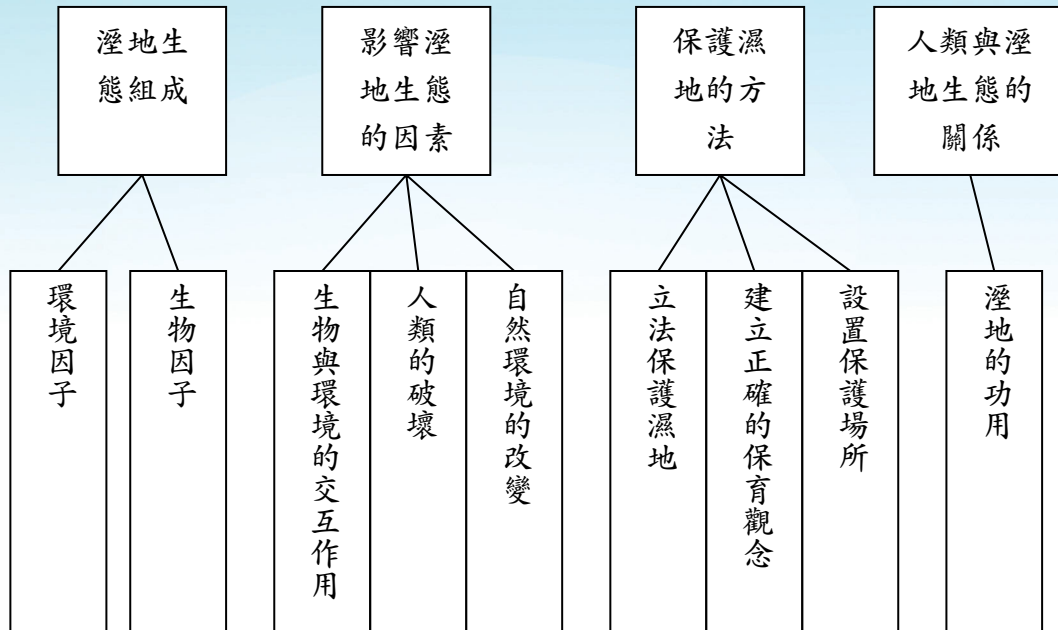 溼地生
態組成
影響溼
地生態
的因素
保護濕
地的方
法
人類與溼
地生態的
關係
環境因子
生物因子
生物與環境的交互作用
人類的破壞
自然環境的改變
立法保護濕地
建立正確的保育觀念
設置保護場所
溼地的功用